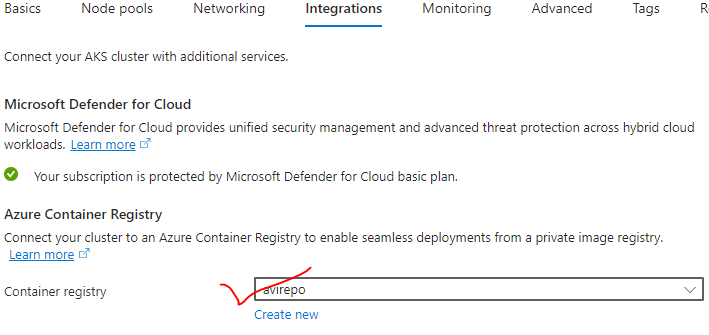 Basics Node pools Networking Integrations Monitoring Advanced Tags R
Connect your AKS cluster with additional services.
Microsoft Defender for Cloud
Microsoft Defender for Cloud provides unified security management and advanced threat protection across hybrid cloud
workloads. Learn more
Your subscription is protected by Microsoft Defender for Cloud basic plan.
Azure Container Registry
Connect your cluster to an Azure Container Registry to enable seamless deployments from a private image registry.
Learn more
Container registry avirepo
Create new